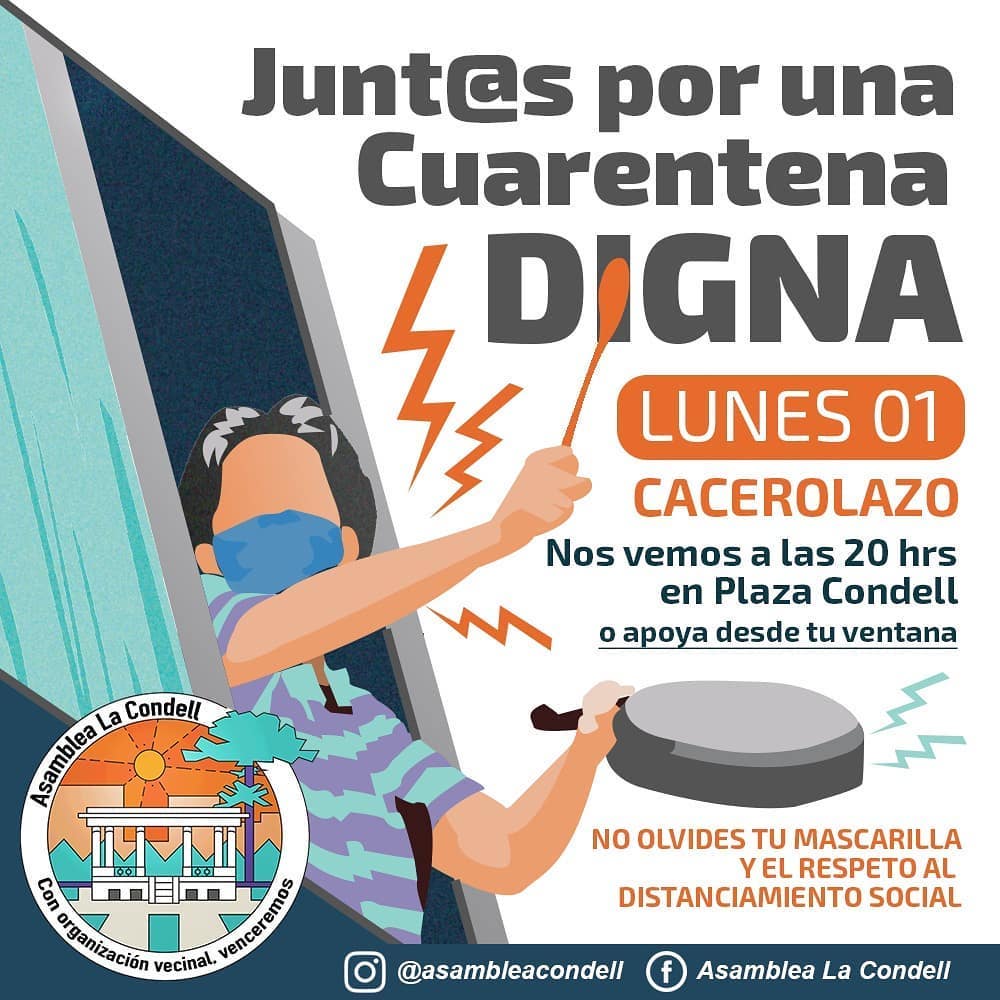 Junt@s por una
Cuarentena
DIGNA
LUNES 01
CACEROLAZO
Nos vemos a las 20 hrs
en Plaza Condell
o apoya desde tu ventana
NO OLVIDES TU MASCARILLA
Y EL RESPETO AL
DISTANCIAMIENTO SOCIAL
Asamblea La Condell
Con organización vecinal, venceremos
@asambleacondell
Asamblea La Condell